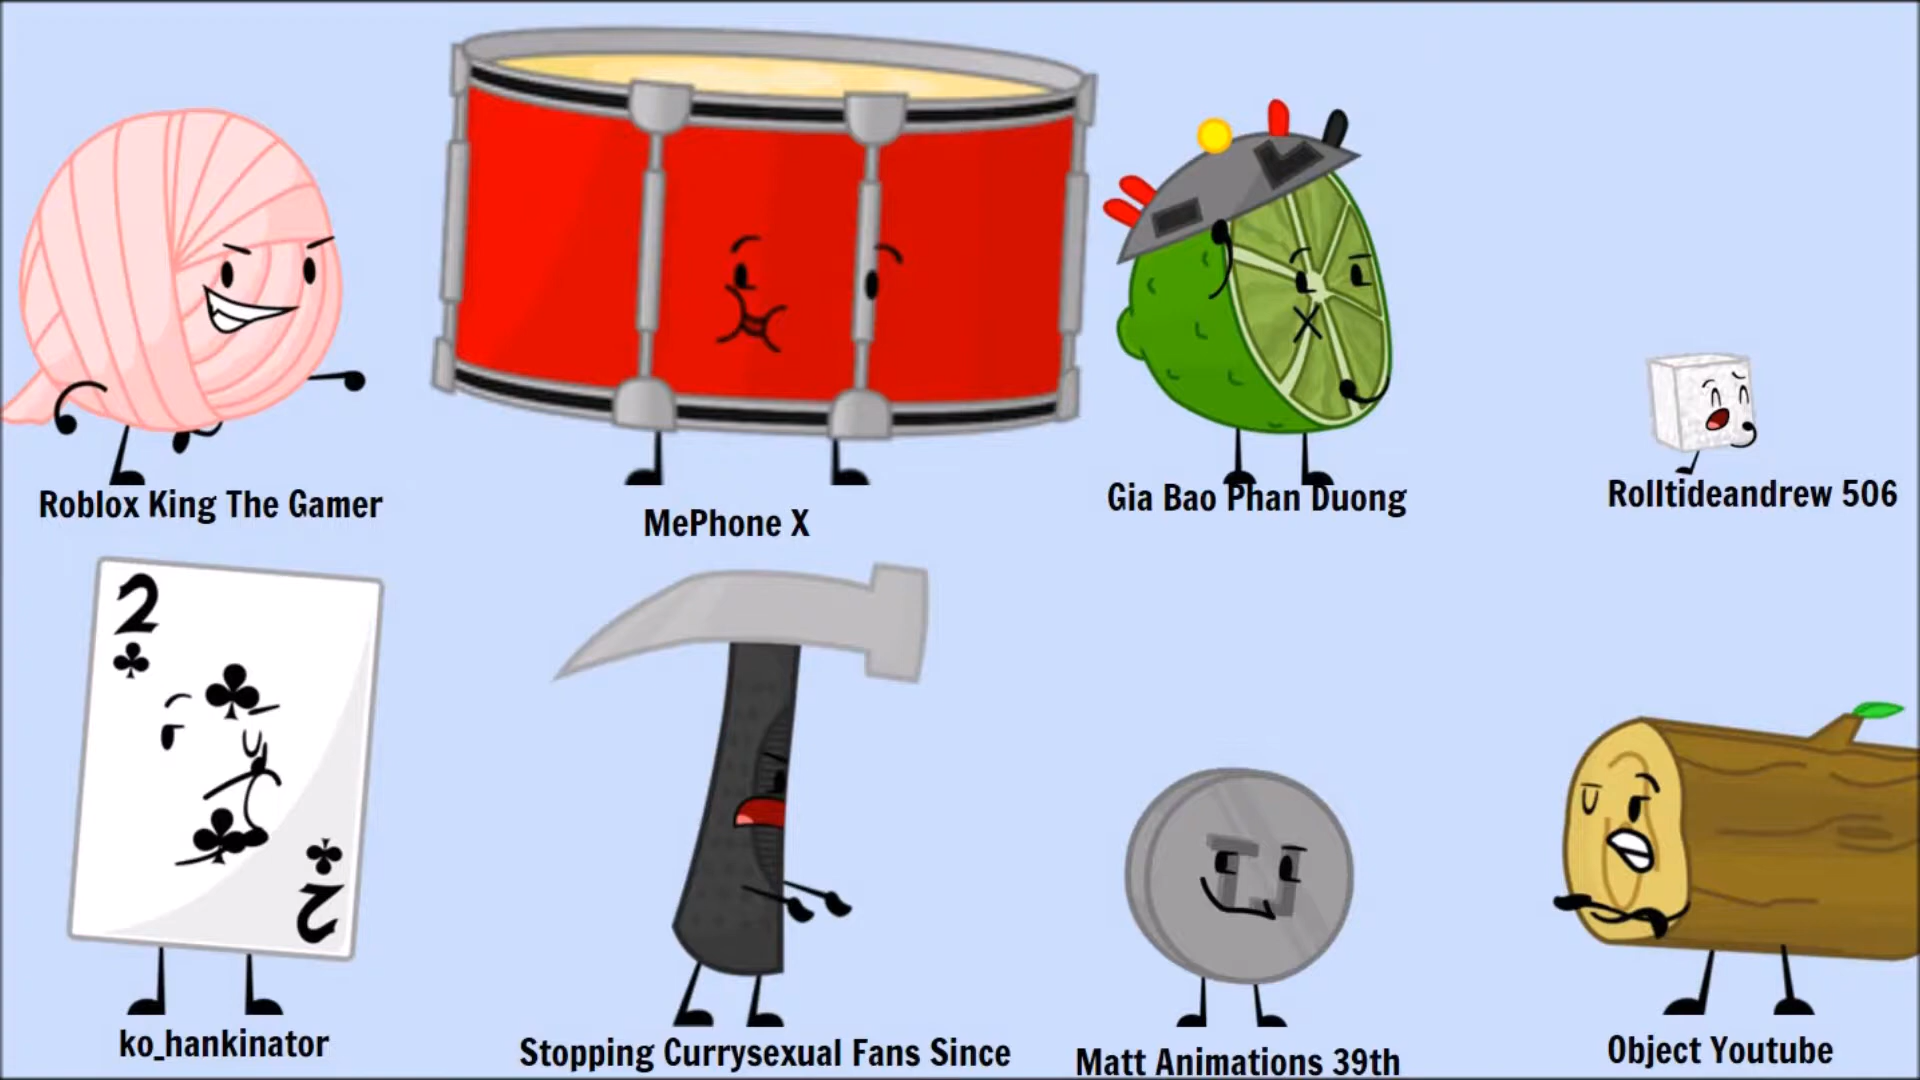 Roblox King The Gamer
MePhone X
Gia Bao Phan Duong
Rolltideandrew 506
2
2
ko_hankinator
Stopping Currysexual Fans Since
Matt Animations 39th
Object Youtube